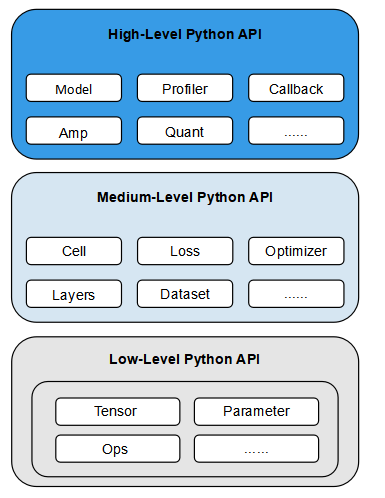 High-Level Python API
Model Profiler Callback
Amp Quant ......
Medium-Level Python API
Cell Loss Optimizer
Layers Dataset ......
Low-Level Python API
Tensor Parameter
Ops ......